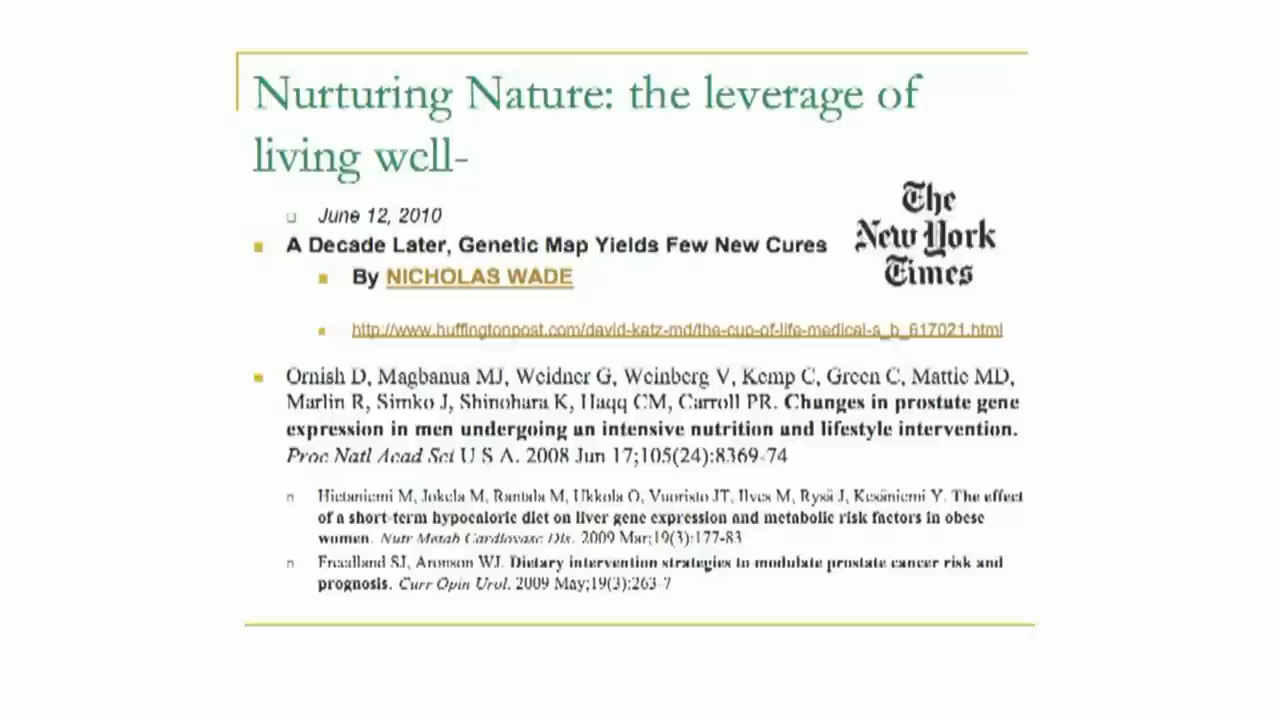 Nurturing Nature: the leverage of
living well-
June 12, 2010
A Decade Later, Genetic Map Yields Few New Cures
By NICHOLAS WADE
The
New York
Times
http://www.huffingtonpost.com/david-katz-md/the-cup-of-life-medical-s_b_617021.html
Ornish D, Magbanua MJ, Weidner G, Weinberg V, Kemp C, Green C, Mattie MD,
Marlin R, Simko J, Shinohara K, Haqq CM, Carroll PR. Changes in prostate gene
expression in men undergoing an intensive nutrition and lifestyle intervention.
Proc Natl Acad Sci U S A. 2008 Jun 17;105(24):8369-74
Hietaniemi M, Jokela M, Rantala M, Ukkola O, Vuoristo JT, Ilves M, Rysä J, Kesäniemi Y. The effect
of a short-term hypocaloric diet on liver gene expression and metabolic risk factors in obese
women. Nutr Metab Cardiovasc Dis. 2009 Mar;19(3):177-83
Freedland SJ, Aronson WJ. Dietary intervention strategies to modulate prostate cancer risk and
prognosis. Curr Opin Urol. 2009 May;19(3):263-7